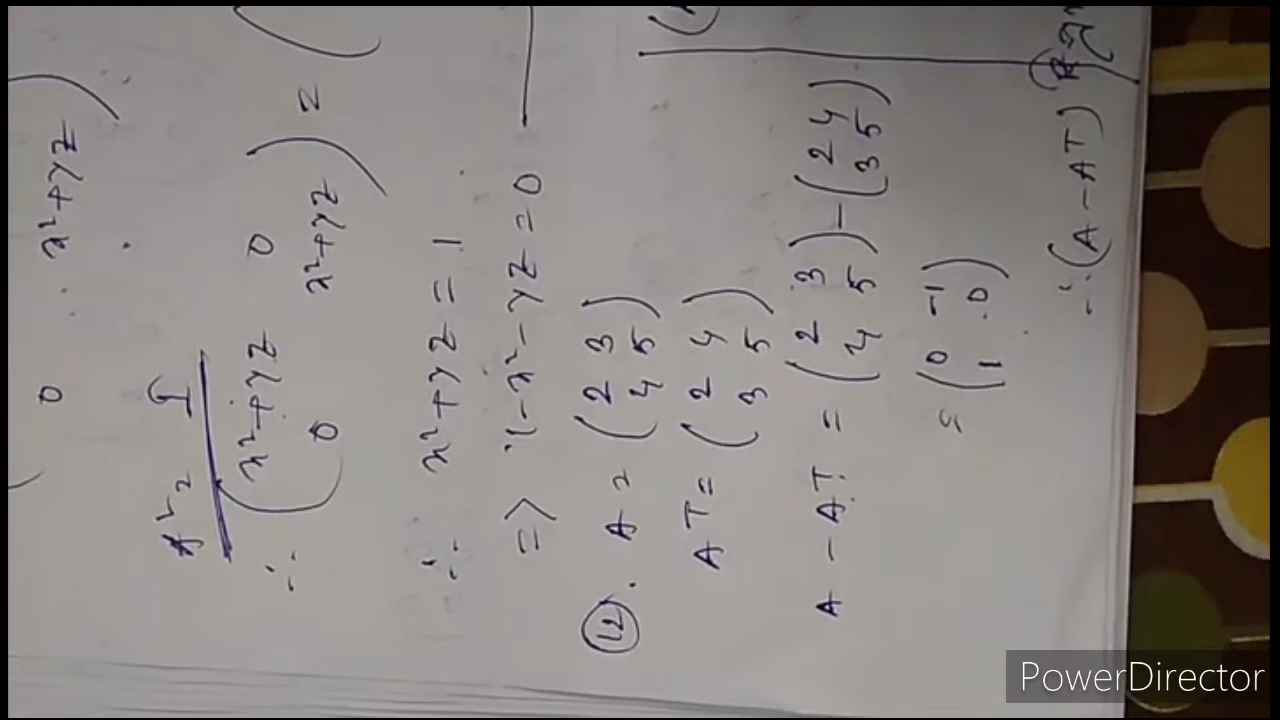 0 x²+yz)
A² = I
∴ (x²+yz 0
0 x²+yz) = (
∴ x²+yz = 1
=> 1-x²-yz = 0
(12). A = (2 3
4 5)
AT = (2 4
3 5)
A - AT = (2 3
4 5) - (2 4
3 5)
= (0 -1
1 0)
∴ (A - AT)
PowerDirector